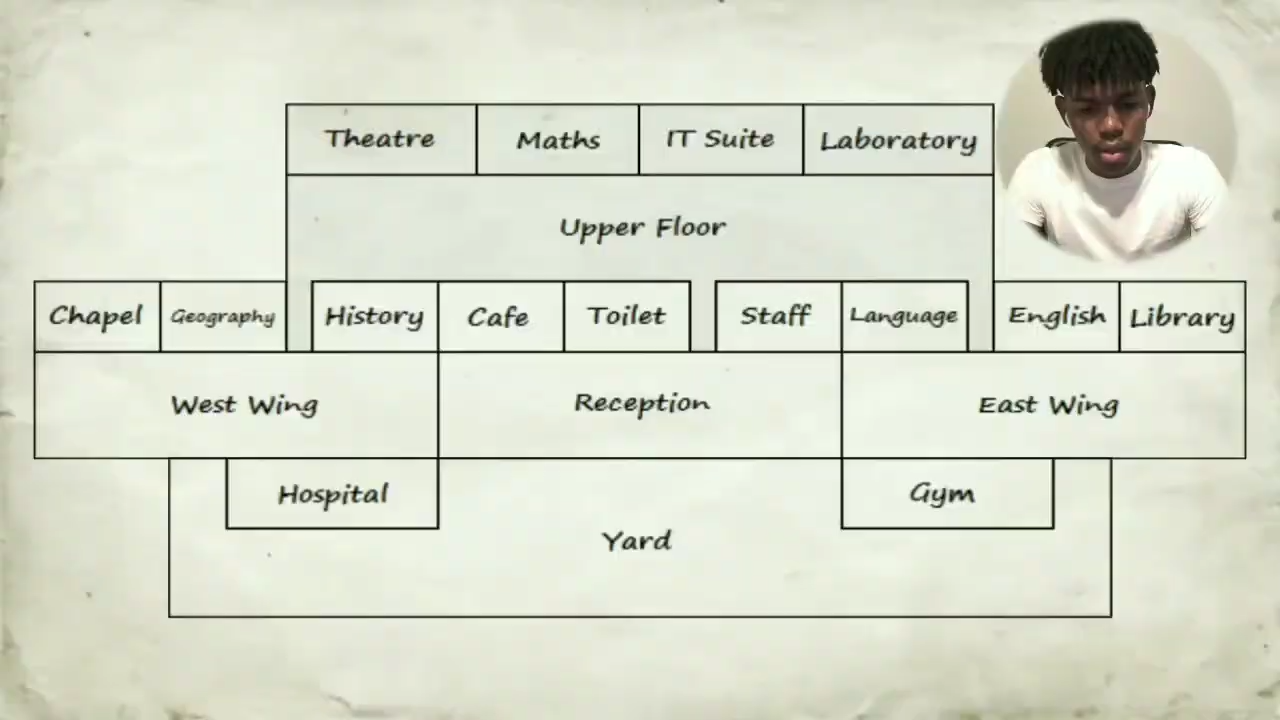 Theatre
Maths
IT Suite
Laboratory
Upper Floor
Chapel
Geography
History
Cafe
Toilet
Staff
Language
English
Library
West Wing
Reception
East Wing
Hospital
Gym
Yard